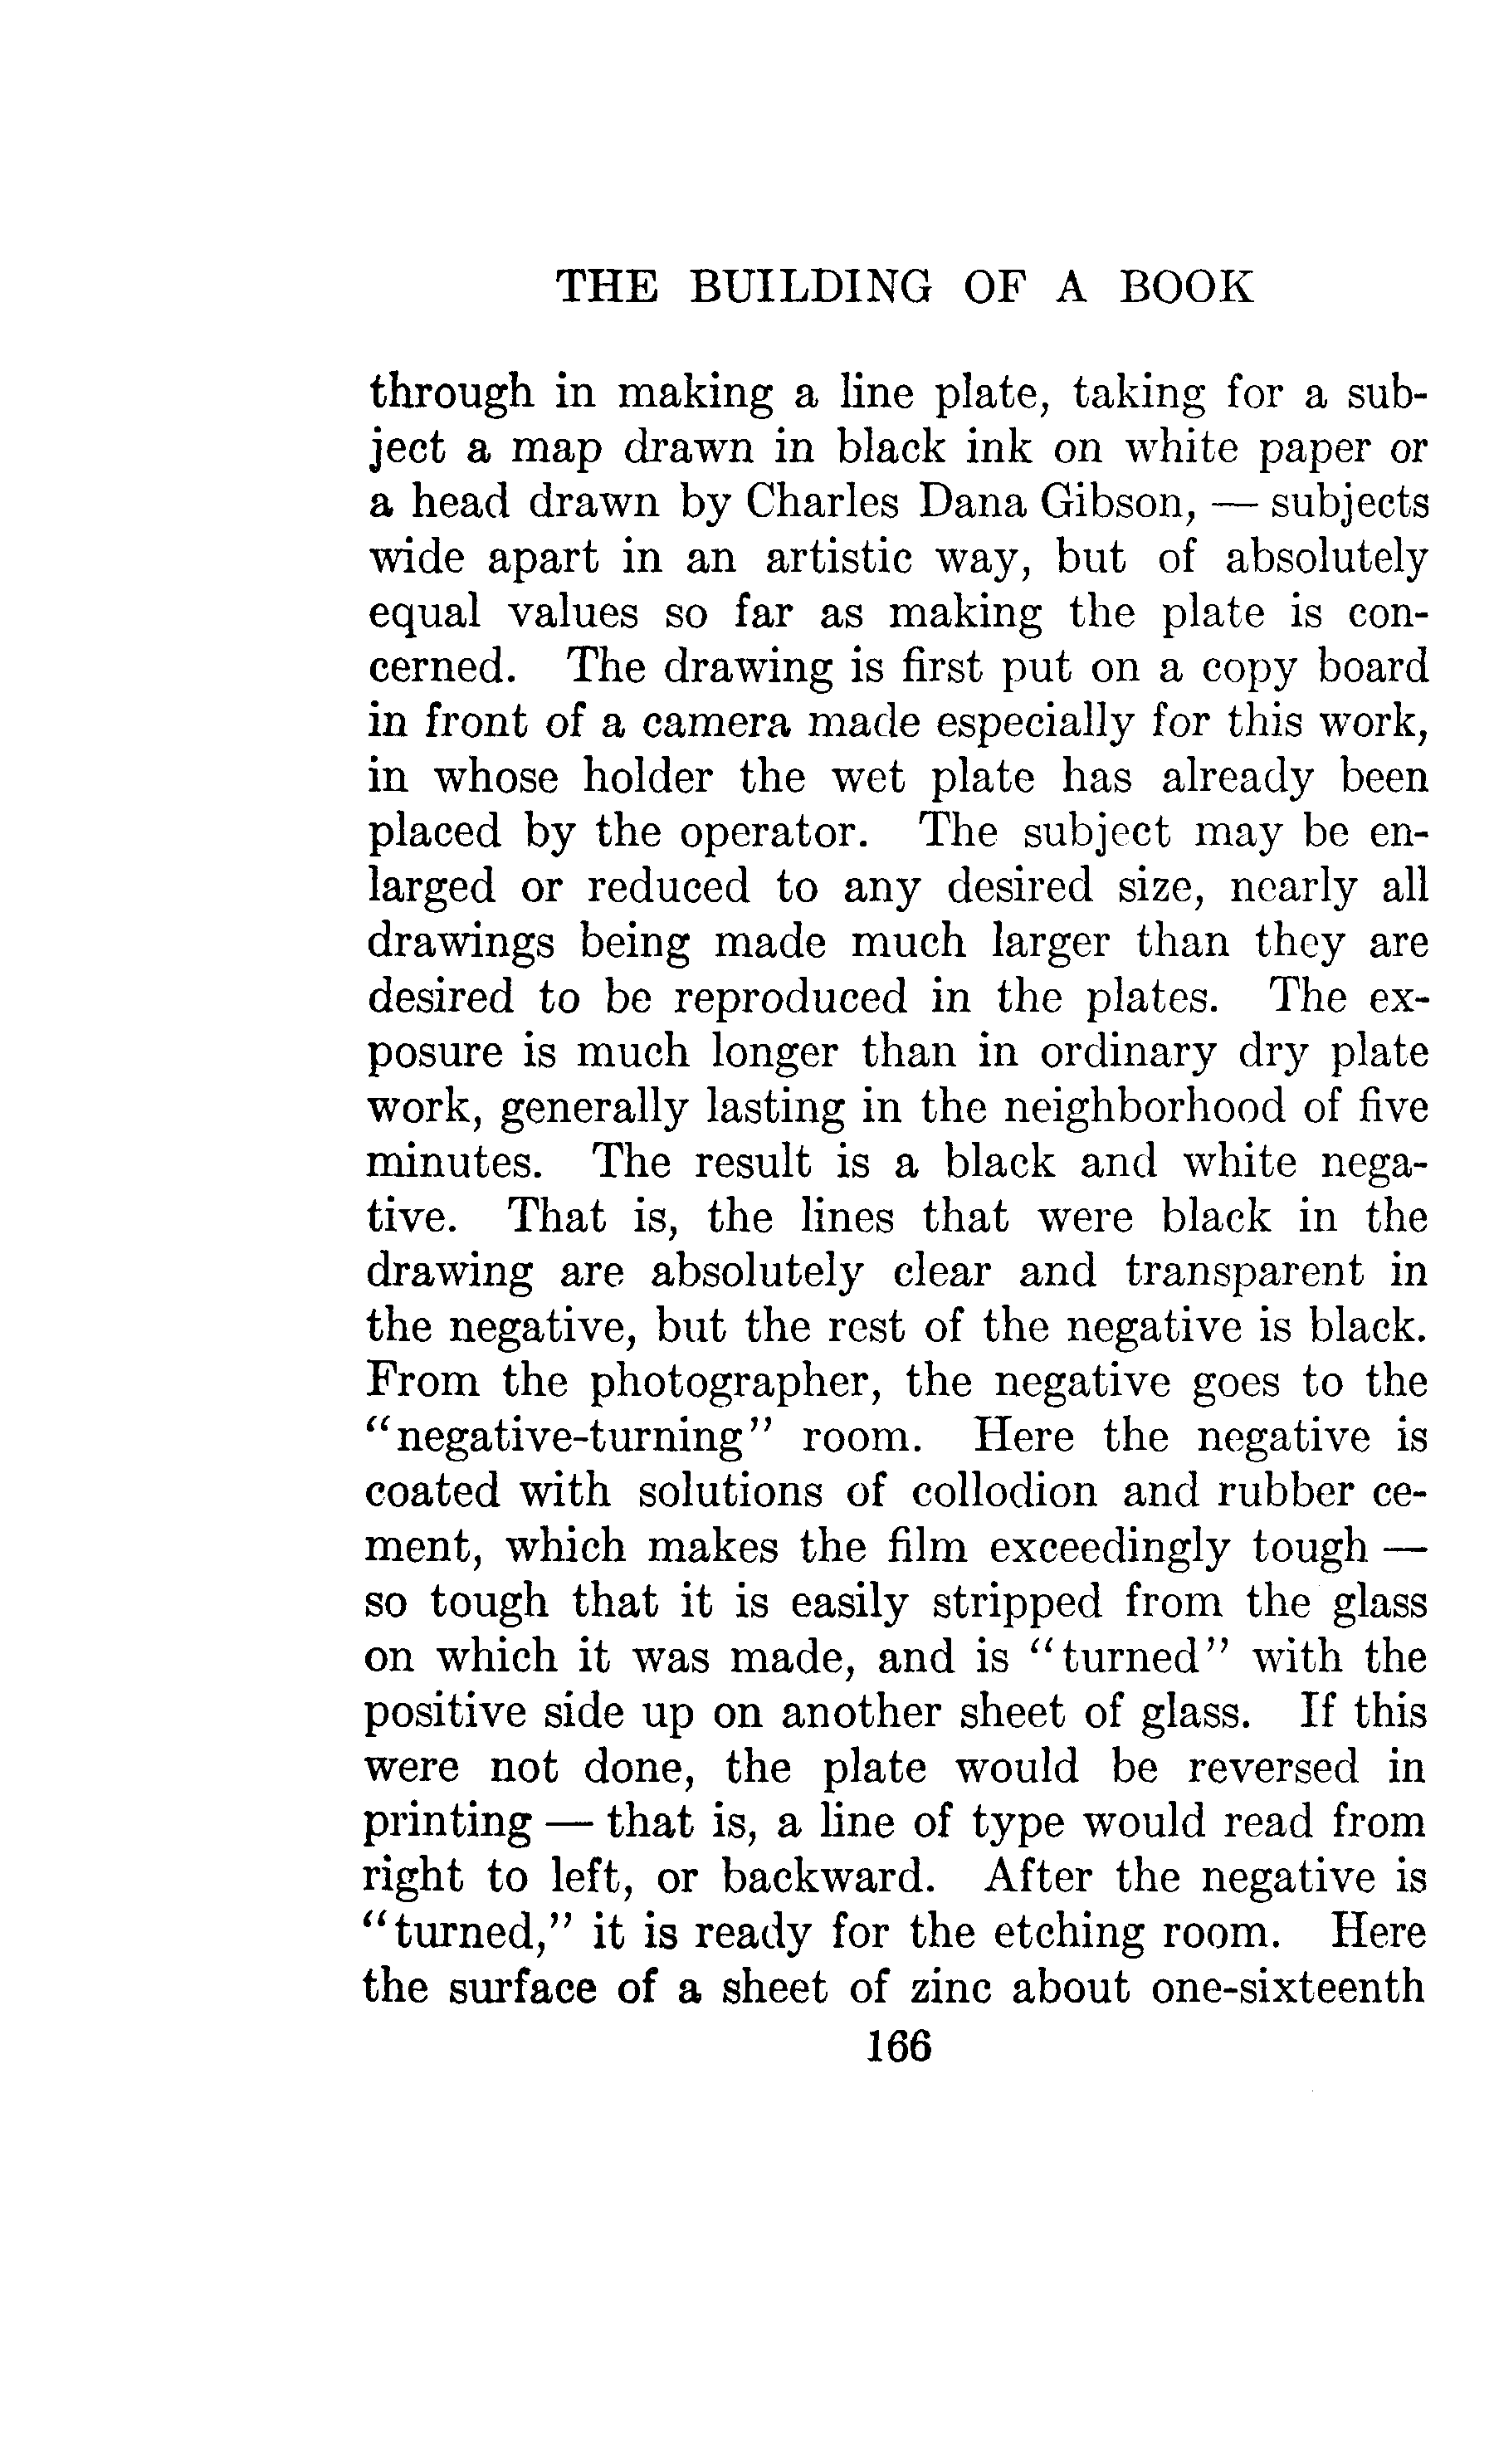 THE BUILDING OF A BOOK
through in making a line plate, taking for a sub-
ject a map drawn in black ink on white paper or
a head drawn by Charles Dana Gibson, — subjects
wide apart in an artistic way, but of absolutely
equal values so far as making the plate is con-
cerned. The drawing is first put on a copy board
in front of a camera made especially for this work,
in whose holder the wet plate has already been
placed by the operator. The subject may be en-
larged or reduced to any desired size, nearly all
drawings being made much larger than they are
desired to be reproduced in the plates. The ex-
posure is much longer than in ordinary dry plate
work, generally lasting in the neighborhood of five
minutes. The result is a black and white nega-
tive. That is, the lines that were black in the
drawing are absolutely clear and transparent in
the negative, but the rest of the negative is black.
From the photographer, the negative goes to the
“negative-turning” room. Here the negative is
coated with solutions of collodion and rubber ce-
ment, which makes the film exceedingly tough —
so tough that it is easily stripped from the glass
on which it was made, and is “turned” with the
positive side up on another sheet of glass. If this
were not done, the plate would be reversed in
printing — that is, a line of type would read from
right to left, or backward. After the negative is
“turned,” it is ready for the etching room. Here
the surface of a sheet of zinc about one-sixteenth
166